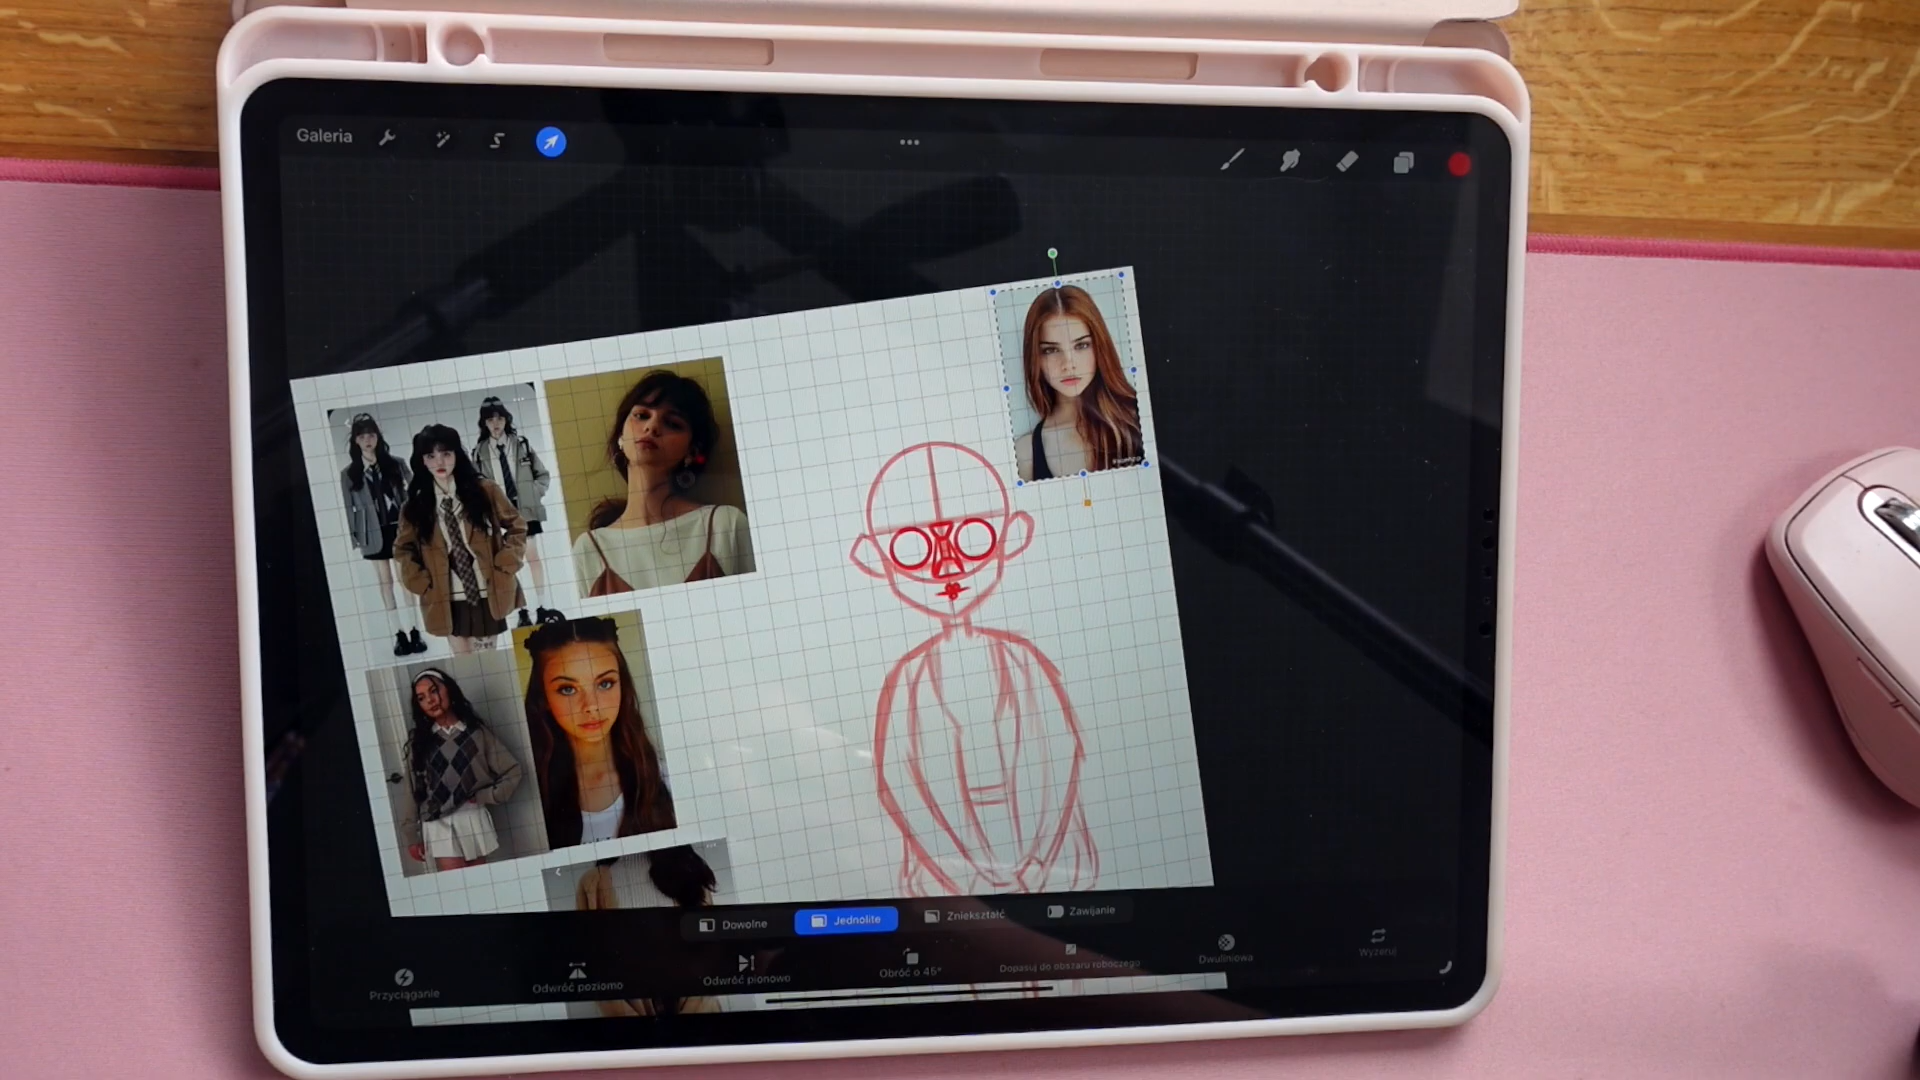 Galeria
Dowolne
Jednolite
Zniekształć
Zawijanie
Przyciąganie
Odwróć poziomo
Odwróć pionowo
Obróć o 45°
Dopasuj do obszaru roboczego
Dwuliniowa
Wyzeruj